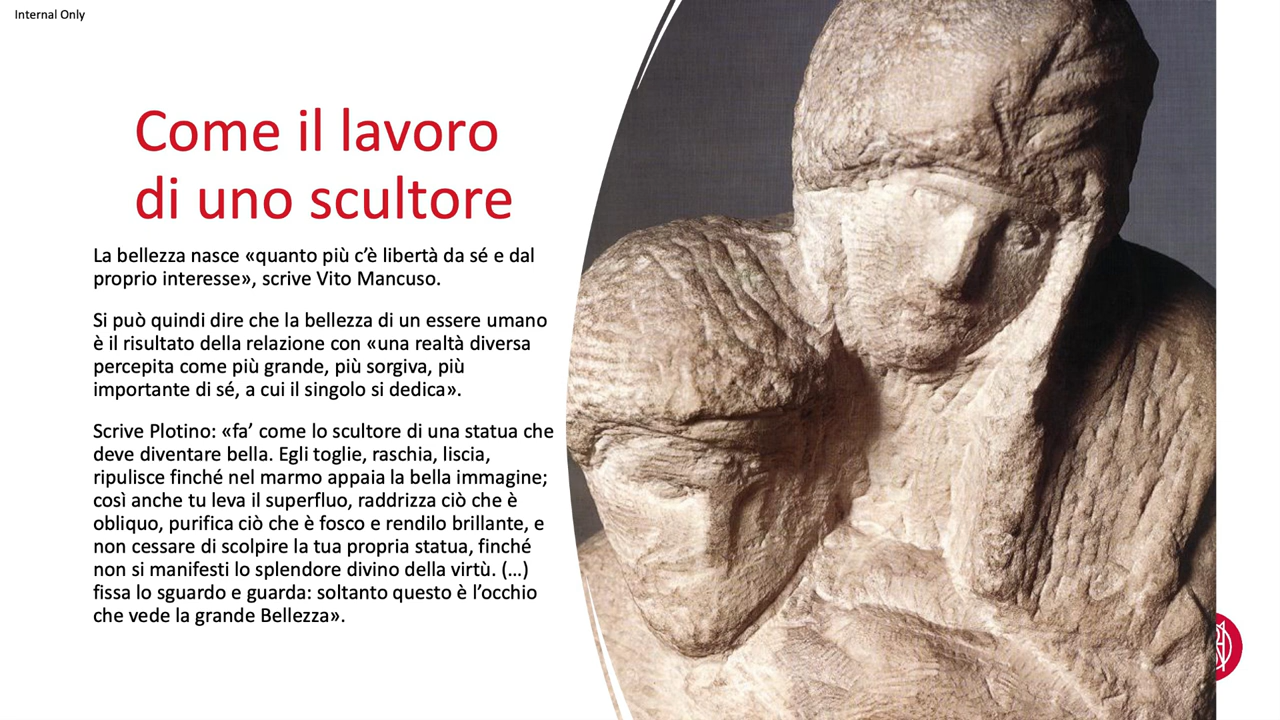 Internal Only
Come il lavoro
di uno scultore
La bellezza nasce «quanto più c’è libertà da sé e dal
proprio interesse», scrive Vito Mancuso.
Si può quindi dire che la bellezza di un essere umano
è il risultato della relazione con «una realtà diversa
percepita come più grande, più sorgiva, più
importante di sé, a cui il singolo si dedica».
Scrive Plotino: «fa’ come lo scultore di una statua che
deve diventare bella. Egli toglie, raschia, liscia,
ripulisce finché nel marmo appaia la bella immagine;
così anche tu leva il superfluo, raddrizza ciò che è
obliquo, purifica ciò che è fosco e rendilo brillante, e
non cessare di scolpire la tua propria statua, finché
non si manifesti lo splendore divino della virtù. (…)
fissa lo sguardo e guarda: soltanto questo è l’occhio
che vede la grande Bellezza».